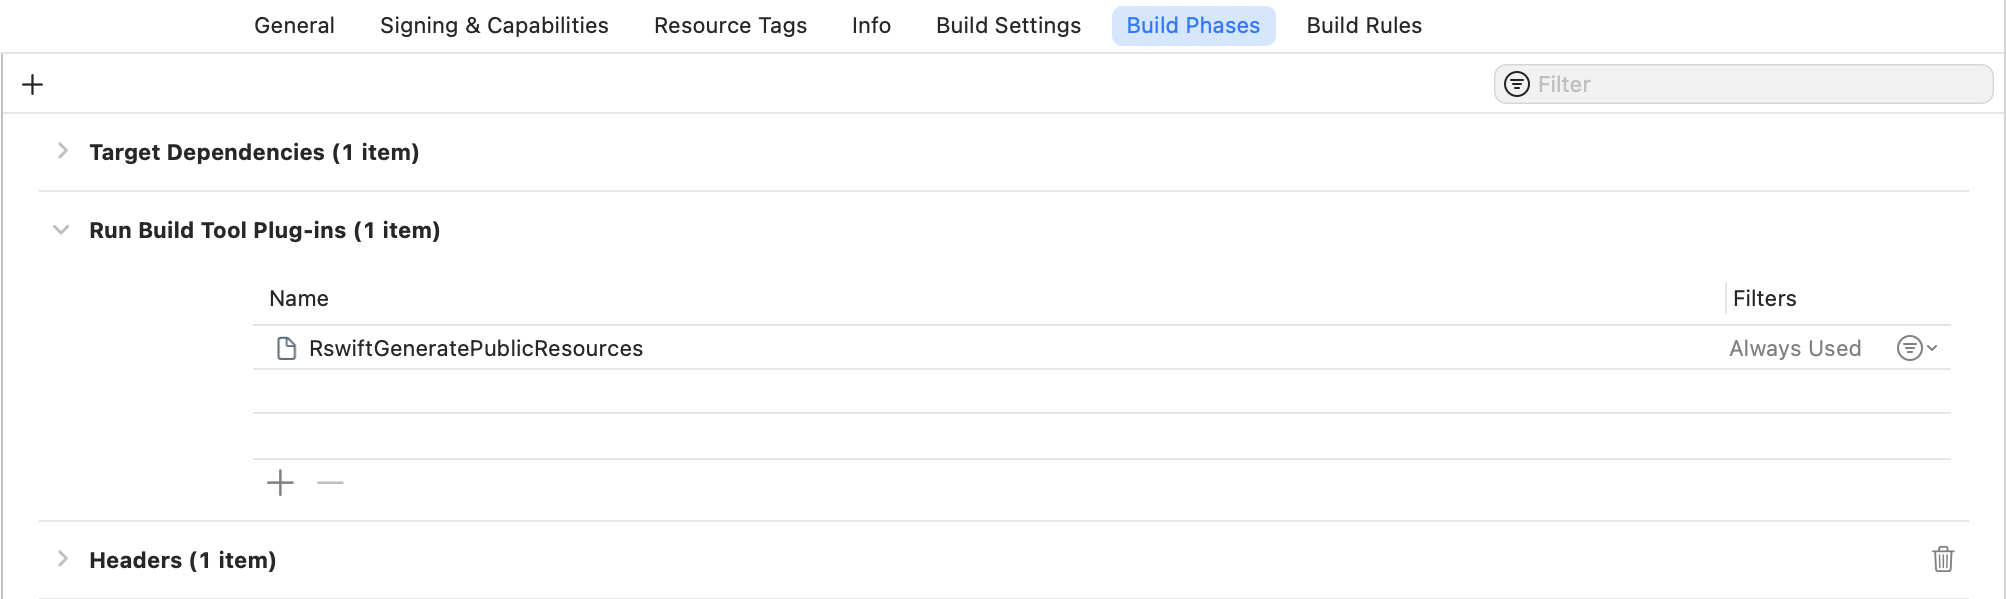 General Signing & Capabilities Resource Tags Info Build Settings Build Phases Build Rules
Filter
Target Dependencies (1 item)
Run Build Tool Plug-ins (1 item)
Name Filters
RswiftGeneratePublicResources Always Used
Headers (1 item)